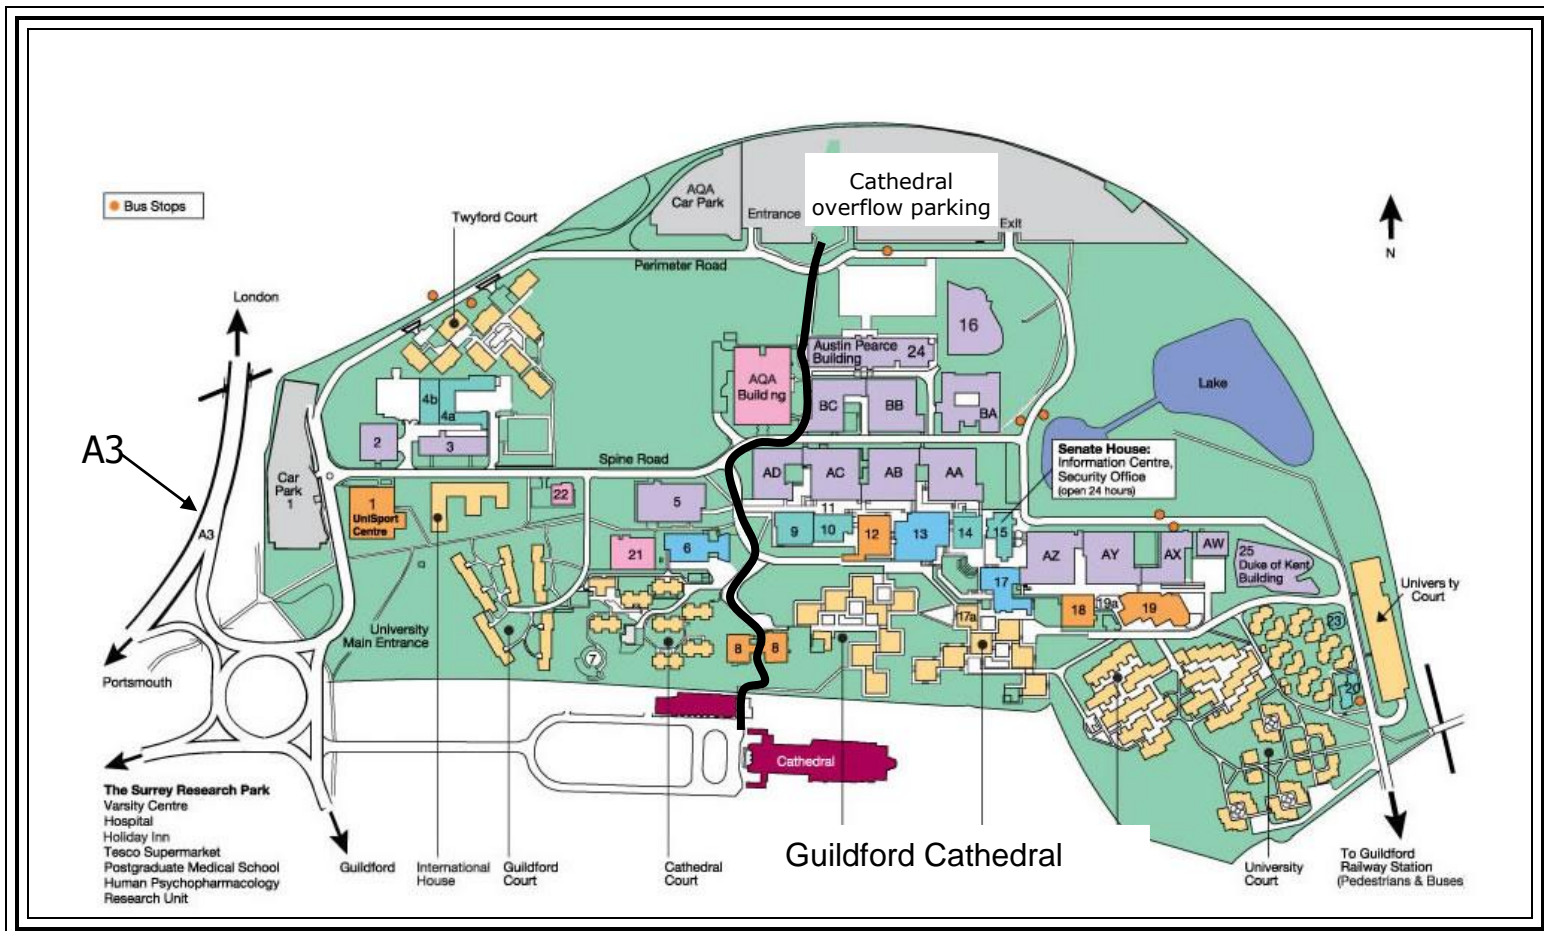 Bus Stops
Twyford Court
AQA
Car Park
Entrance
Cathedral
overflow parking
Exit
N
Perimeter Road
London
Austin Pearce
Building
24
16
AQA
Build ng
BC
BB
BA
Lake
4b
4a
2
3
A3
Spine Road
Senate House:
Information Centre,
Security Office
(open 24 hours)
Car
Park
1
AD
AC
AB
AA
1
UniSport
Centre
22
5
11
A3
9
10
12
13
14
15
21
6
AZ
AY
AX
AW
25
Duke of Kent
Building
17
Univers ty
Court
University
Main Entrance
17a
18
19a
19
23
7
8
8
20
Portsmouth
Cathedral
The Surrey Research Park
Varsity Centre
Hospital
Holiday Inn
Tesco Supermarket
Postgraduate Medical School
Human Psychopharmacology
Research Unit
Guildford
International
House
Guildford
Court
Cathedral
Court
Guildford Cathedral
University
Court
To Guildford
Railway Station
(Pedestrians & Buses